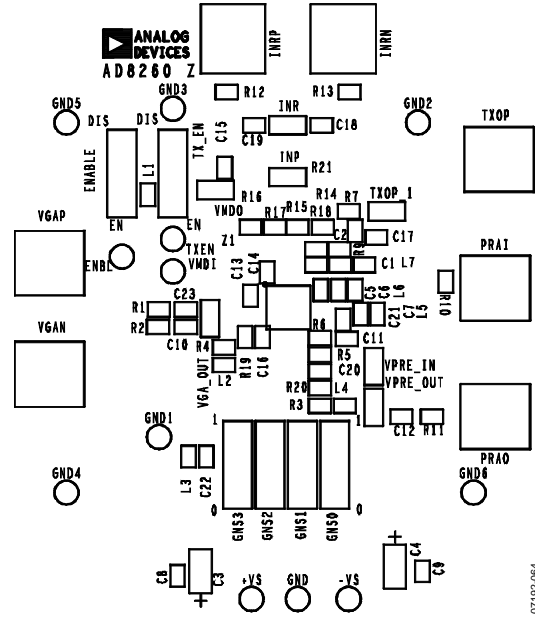 ANALOG
DEVICES
AD8260 Z
INRP
INRN
R12
R13
GND5
GND3
GND2
TXOP
DIS
DIS
TX_EN
C15
C19
INR
C18
ENABLE
L1
INP
R21
VMDO
R16
R17
R15
R18
R14
R7
TXOP_1
VGAP
EN
EN
Z1
C2
C17
TXEN
R9
PRAI
ENBL
VMDI
C13
C14
C1
L7
R10
C5
C6
L6
C23
R1
R2
C10
R4
R19
C16
R6
R5
C21
C7
L5
C11
VGAN
VGA_OUT
L2
C20
VPRE_IN
R20
L4
VPRE_OUT
R3
C12
R11
GND1
1
1
PRAO
GND4
L3
C22
GND6
0
0
GNS3
GNS2
GNS1
GNS0
C8
C3
+
+VS
GND
-VS
+
C4
C9
07192-064